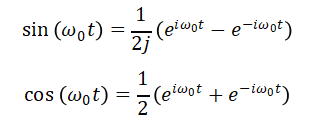 sin (ω₀t) = 1/2j (e^{iω₀t} − e^{−iω₀t})
cos (ω₀t) = 1/2 (e^{iω₀t} + e^{−iω₀t})